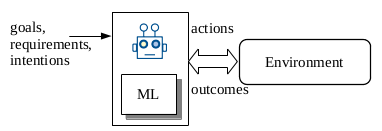 goals,
requirements,
intentions
ML
actions
outcomes
Environment